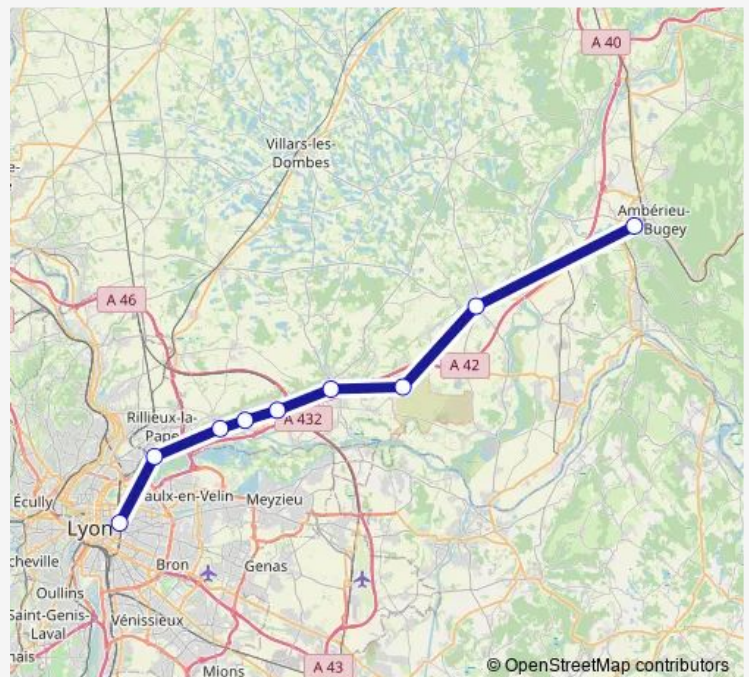 A 40
Villars-les-
Dombes
e-
Ambérieu-
Bugey
A 46
A 42
Rillieux-la-
Pape
A 432
Écully
aulx-en-Velin
Meyzieu
Lyon
cheville
Bron
Genas
Oullins
Saint-Genis-
Laval
Vénissieux
nais
Mions
A 43
© OpenStreetMap contributors